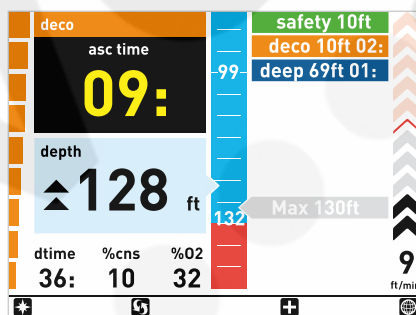 deco
asc time
09:
depth
128 ft
dtime %cns %O2
36: 10 32
99
132
safety 10ft
deco 10ft 02:
deep 69ft 01:
Max 130ft
9
ft/min